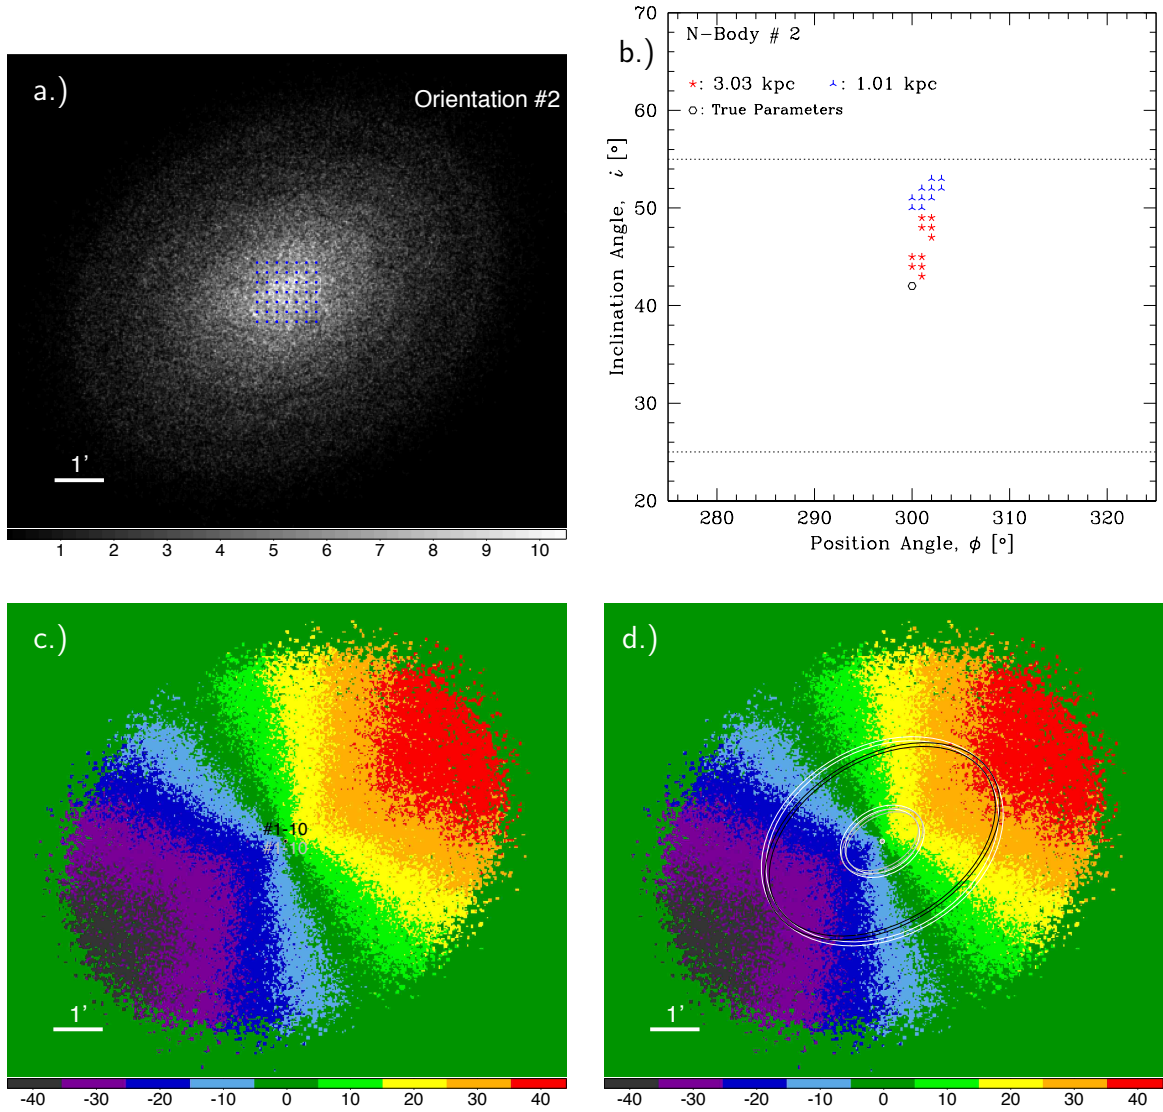 a.)
Orientation #2
1'
1 2 3 4 5 6 7 8 9 10
b.)
N-Body # 2
: 3.03 kpc : 1.01 kpc
: True Parameters
Inclination Angle, i [°]
70
60
50
40
30
20
280 290 300 310 320
Position Angle, ϕ [°]
c.)
#1-10
#1-10
1'
-40 -30 -20 -10 0 10 20 30 40
d.)
1'
-40 -30 -20 -10 0 10 20 30 40